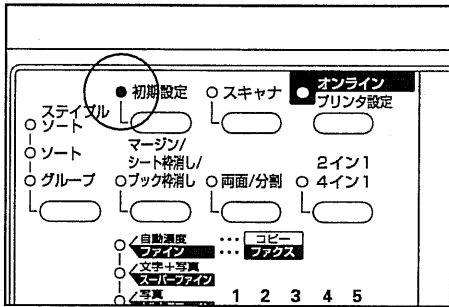 初期設定
スキャナ
オンライン
プリンタ設定
ステイプル
ソート
ソート
グループ
マージン/
シート枠消し/
ブック枠消し
両面/分割
2イン1
4イン1
自動濃度 … コピー
ファイン … ファクス
文字+写真
スーパーファイン
写真
1 2 3 4 5